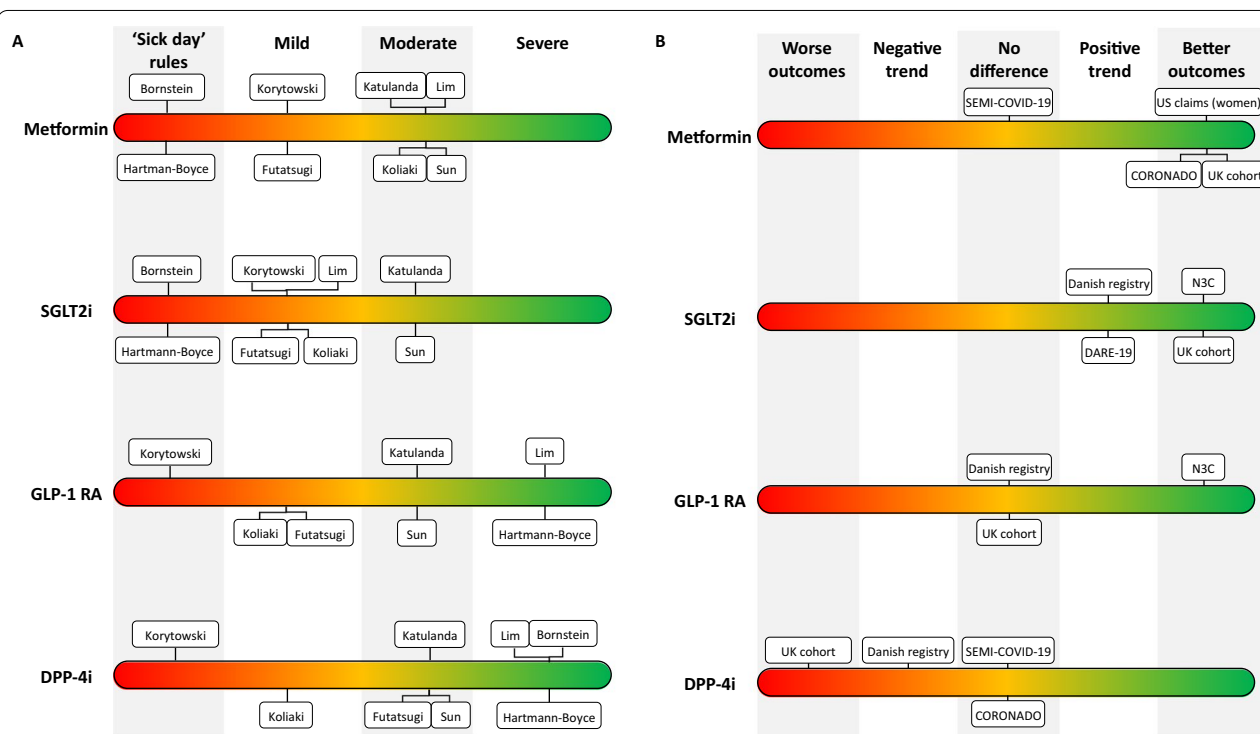 A
‘Sick day’
rules
Mild
Moderate
Severe
Bornstein
Korytowski
Katulanda
Lim
Metformin
Hartman-Boyce
Futatsugi
Koliaki
Sun
Bornstein
Korytowski
Lim
Katulanda
SGLT2i
Hartmann-Boyce
Futatsugi
Koliaki
Sun
Korytowski
Katulanda
Lim
GLP-1 RA
Koliaki
Futatsugi
Sun
Hartmann-Boyce
Korytowski
Katulanda
Lim
Bornstein
DPP-4i
Koliaki
Futatsugi
Sun
Hartmann-Boyce
B
Worse
outcomes
Negative
trend
No
difference
Positive
trend
Better
outcomes
SEMI-COVID-19
US claims (women)
Metformin
CORONADO
UK cohort
Danish registry
N3C
SGLT2i
DARE-19
UK cohort
Danish registry
N3C
GLP-1 RA
UK cohort
UK cohort
Danish registry
SEMI-COVID-19
DPP-4i
CORONADO